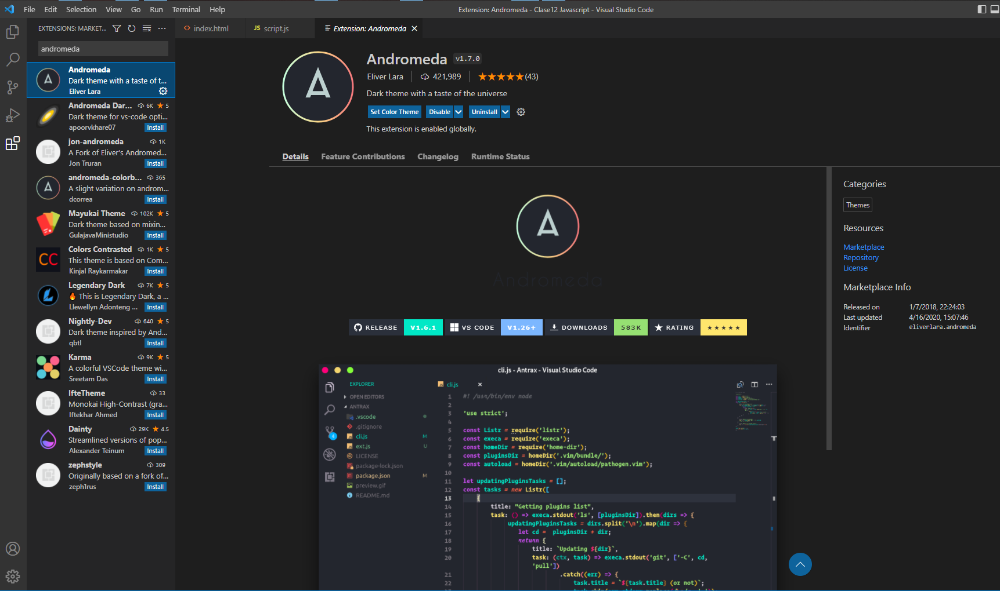 File Edit Selection View Go Run Terminal Help
Extension: Andromeda - Clase12 Javascript - Visual Studio Code
EXTENSIONS: MARKET...
index.html
JS script.js
Extension: Andromeda
andromeda
Andromeda
Dark theme with a taste of t...
Eliver Lara
Andromeda Dar... 6K ★ 5
Dark theme for vs-code opti...
apoorvkhare07 Install
jon-andromeda 1K
A Fork of Eliver's Andromed...
Jon Truran Install
andromeda-colorb... 365
A slight variation on androm...
dcorrea Install
Mayukai Theme 102K ★ 5
Dark theme based on mixin...
GulajavaMinistudio Install
CC
Colors Contrasted 1K ★ 5
This theme is based on Com...
Kinjal Raykarmakar Install
Legendary Dark 7K ★ 5
🔥 This is Legendary Dark, a ...
Llewellyn Adonteng ... Install
Nightly-Dev 640 ★ 5
Dark theme inspired by And...
qbtl Install
Karma 9K ★ 5
A colorful VSCode theme wi...
Sreetam Das Install
IfteTheme 33
Monokai High-Contrast (gra...
Iftekhar Ahmed Install
Dainty 29K ★ 4.5
Streamlined versions of pop...
Alexander Teinum Install
zephstyle 309
Originally based on a fork of...
zeph1rus Install
Andromeda v1.7.0
Eliver Lara 421,989 ★★★★★(43)
Dark theme with a taste of the universe
Set Color Theme Disable Uninstall
This extension is enabled globally.
Details Feature Contributions Changelog Runtime Status
Andromeda
RELEASE V1.6.1 VS CODE V1.26+ DOWNLOADS 583K RATING ★★★★★
cli.js - Antrax - Visual Studio Code
EXPLORER
OPEN EDITORS
ANTRAX
.vscode
.gitignore
cli.js M
ext.js U
LICENSE
package-lock.json
package.json M
preview.gif
README.md
4
cli.js
1 #! /usr/bin/env node
2
3 'use strict';
4
5 const Listr = require('listr');
6 const execa = require('execa');
7 const homeDir = require('home-dir');
8 const pluginsDir = homeDir('.vim/bundle/');
9 const autoload = homeDir('.vim/autoload/pathogen.vim');
10
11 let updatingPluginsTasks = [];
12 const tasks = new Listr([
13 {
14 title: "Getting plugins list",
15 task: () => execa.stdout('ls', [pluginsDir]).then(dirs => {
16 updatingPluginsTasks = dirs.split('\n').map(dir => {
17 let cd = pluginsDir + dir;
18 return {
19 title: `Updating ${dir}`,
20 task: (ctx, task) => execa.stdout('git', ['-C', cd,
'pull'])
21 .catch((err) => {
22 task.title = `${task.title} (or not)`;
Categories
Themes
Resources
Marketplace
Repository
License
Marketplace Info
Released on 1/7/2018, 22:24:03
Last updated 4/16/2020, 15:07:46
Identifier eliverlara.andromeda